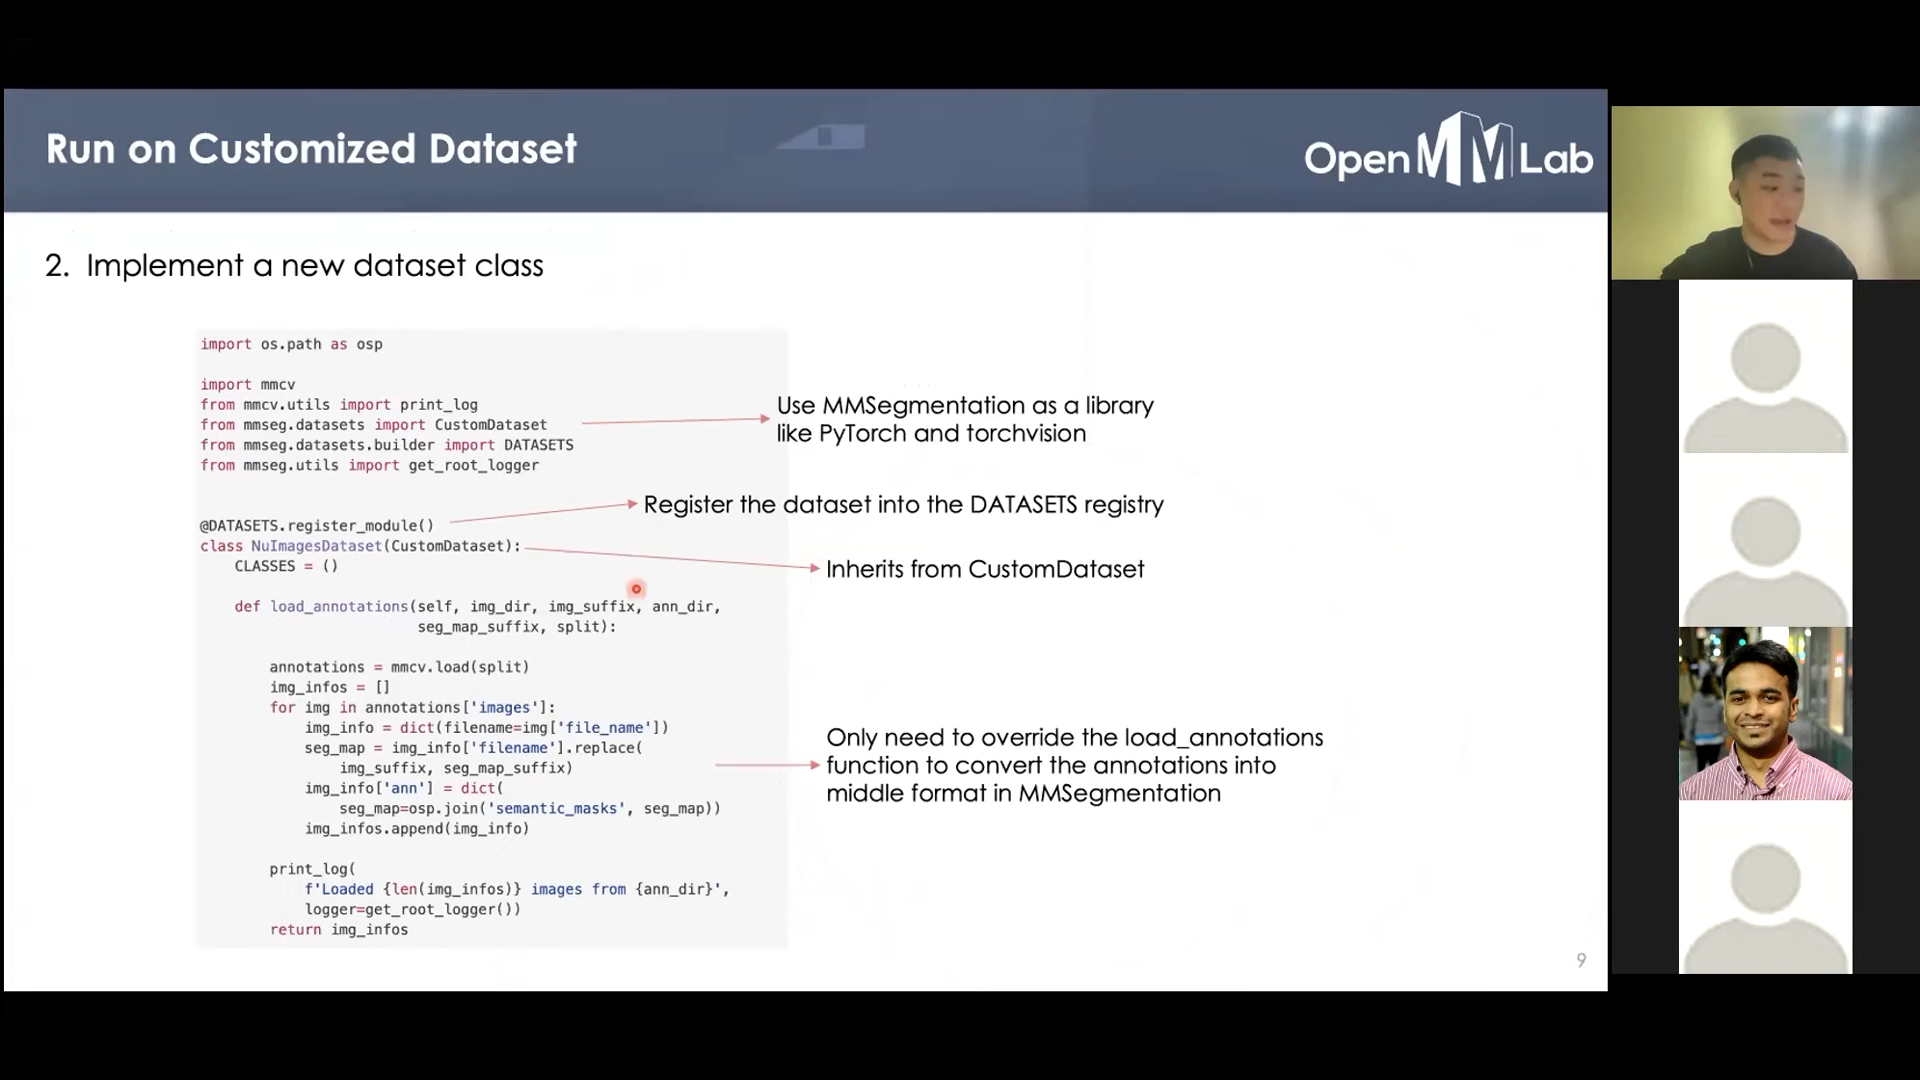 Run on Customized Dataset
OpenMMLab
2. Implement a new dataset class
import os.path as osp
import mmcv
from mmcv.utils import print_log
from mmseg.datasets import CustomDataset
from mmseg.datasets.builder import DATASETS
from mmseg.utils import get_root_logger
Use MMSegmentation as a library
like PyTorch and torchvision
Register the dataset into the DATASETS registry
@DATASETS.register_module()
class NuImagesDataset(CustomDataset):
CLASSES = ()
Inherits from CustomDataset
def load_annotations(self, img_dir, img_suffix, ann_dir,
seg_map_suffix, split):
annotations = mmcv.load(split)
img_infos = []
for img in annotations['images']:
img_info = dict(filename=img['file_name'])
seg_map = img_info['filename'].replace(
img_suffix, seg_map_suffix)
img_info['ann'] = dict(
seg_map=osp.join('semantic_masks', seg_map))
img_infos.append(img_info)
Only need to override the load_annotations
function to convert the annotations into
middle format in MMSegmentation
print_log(
f'Loaded {len(img_infos)} images from {ann_dir}',
logger=get_root_logger())
return img_infos
9